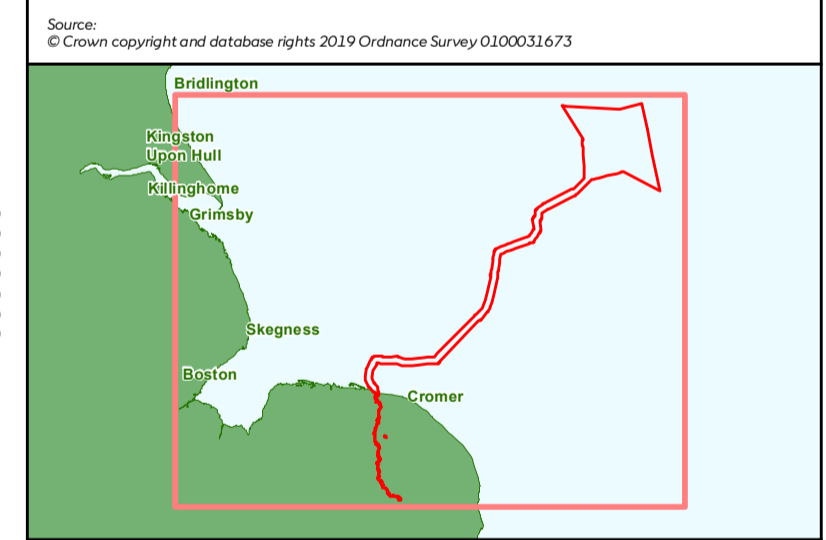 Source:
© Crown copyright and database rights 2019 Ordnance Survey 0100031673
Bridlington
Kingston
Upon Hull
Killinghome
Grimsby
Skegness
Boston
Cromer